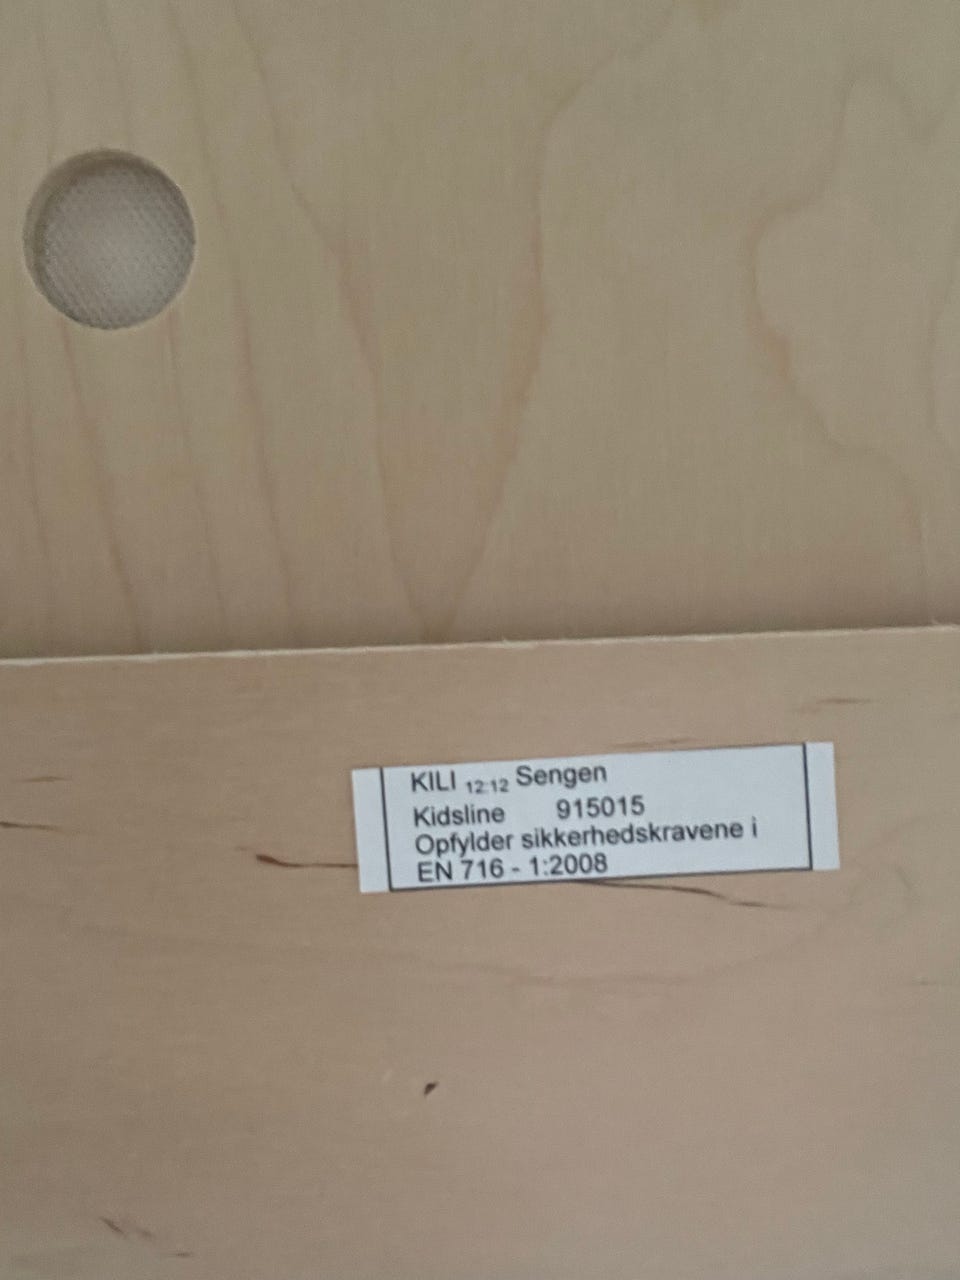 KILI 12:12 Sengen
Kidsline 915015
Opfylder sikkerhedskravene i
EN 716 - 1:2008